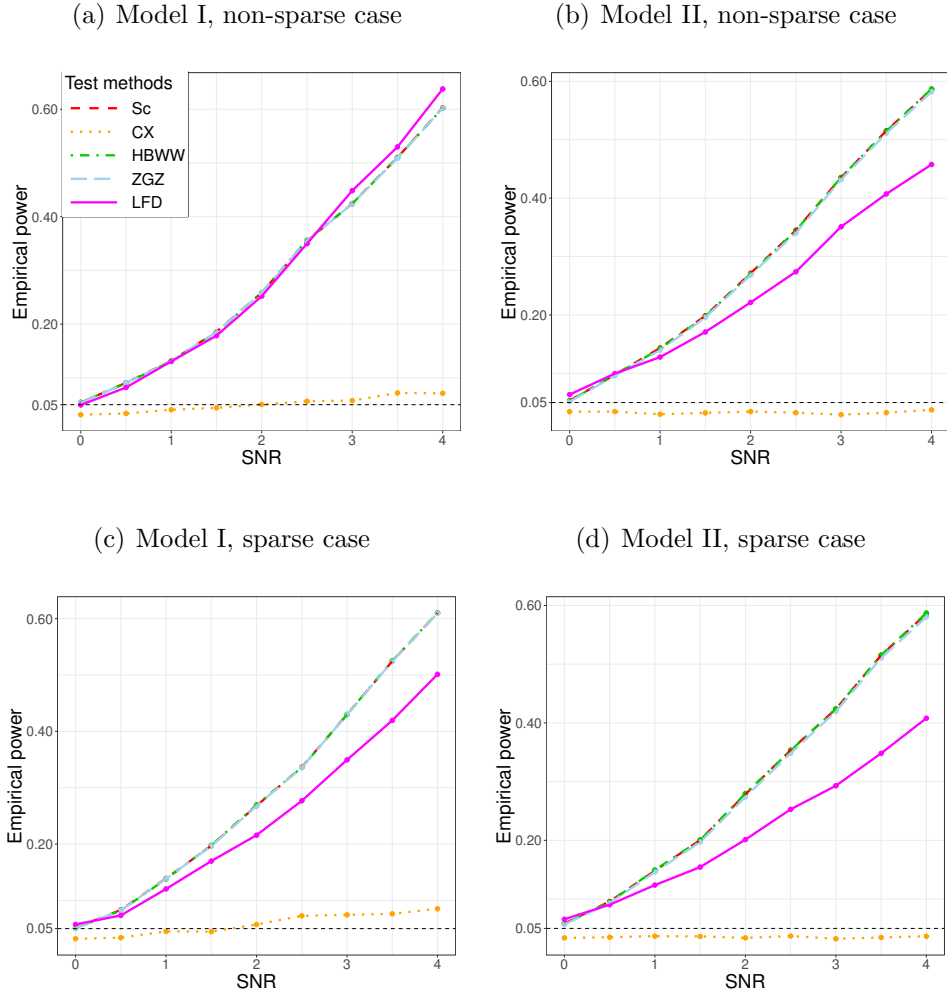 (a) Model I, non-sparse case
(b) Model II, non-sparse case
Test methods
Sc
CX
HBWW
ZGZ
LFD
Empirical power
0.60
0.40
0.20
0.05
0 1 2 3 4
SNR
Empirical power
0.60
0.40
0.20
0.05
0 1 2 3 4
SNR
(c) Model I, sparse case
(d) Model II, sparse case
Empirical power
0.60
0.40
0.20
0.05
0 1 2 3 4
SNR
Empirical power
0.60
0.40
0.20
0.05
0 1 2 3 4
SNR